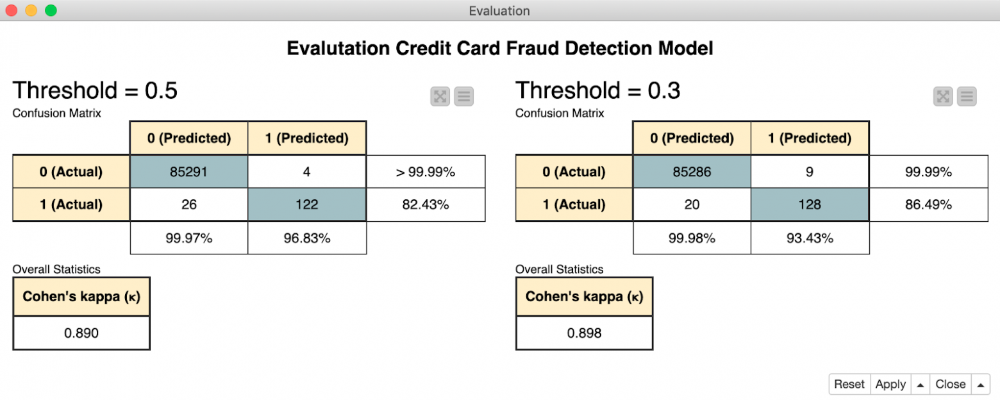 Evaluation
Evalutation Credit Card Fraud Detection Model
Threshold = 0.5
Confusion Matrix
0 (Predicted) 1 (Predicted)
0 (Actual) 85291 4 > 99.99%
1 (Actual) 26 122 82.43%
99.97% 96.83%
Overall Statistics
Cohen's kappa (κ)
0.890
Threshold = 0.3
Confusion Matrix
0 (Predicted) 1 (Predicted)
0 (Actual) 85286 9 99.99%
1 (Actual) 20 128 86.49%
99.98% 93.43%
Overall Statistics
Cohen's kappa (κ)
0.898
Reset Apply Close